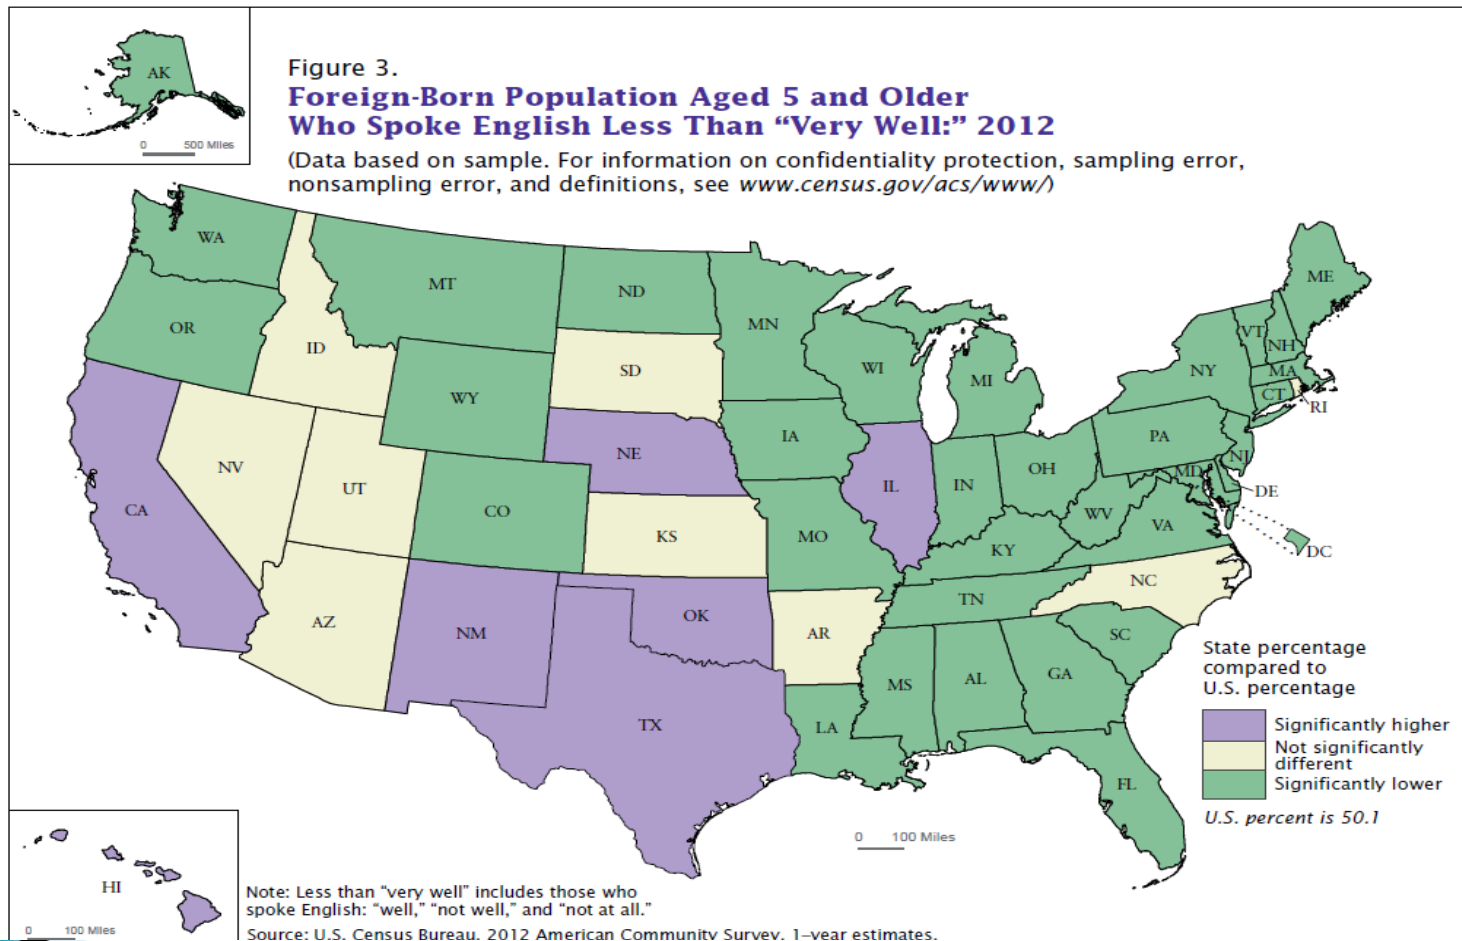 AK
0 500 Miles
Figure 3.
Foreign-Born Population Aged 5 and Older
Who Spoke English Less Than “Very Well:” 2012
(Data based on sample. For information on confidentiality protection, sampling error,
nonsampling error, and definitions, see www.census.gov/acs/www/)
WA
MT
ND
MN
ME
OR
ID
SD
WI
MI
VT
NH
NY
MA
CT
RI
WY
IA
PA
NE
NV
UT
CO
IL
IN
OH
NJ
MD
DE
CA
KS
MO
WV
VA
KY
DC
NC
AZ
NM
OK
AR
TN
SC
TX
LA
MS
AL
GA
FL
State percentage
compared to
U.S. percentage
Significantly higher
Not significantly
different
Significantly lower
U.S. percent is 50.1
0 100 Miles
HI
0 100 Miles
Note: Less than “very well” includes those who
spoke English: “well,” “not well,” and “not at all.”
Source: U.S. Census Bureau, 2012 American Community Survey, 1–year estimates.